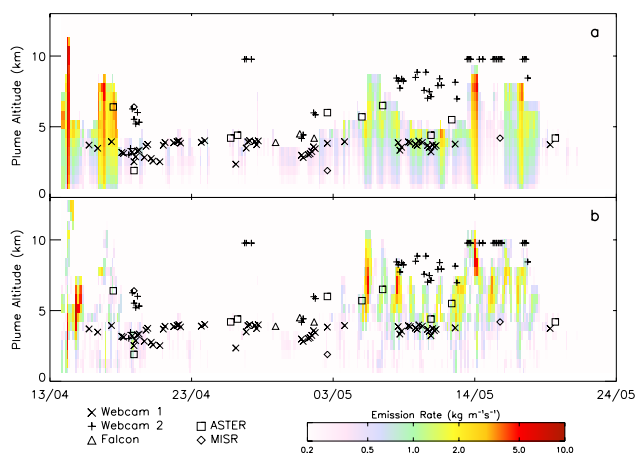 a
10
5
0
Plume Altitude (km)
b
10
5
0
Plume Altitude (km)
13/04 23/04 03/05 14/05 24/05
Webcam 1
Webcam 2
Falcon
ASTER
MISR
Emission Rate (kg m⁻¹s⁻¹)
0.2 0.5 1.0 2.0 5.0 10.0